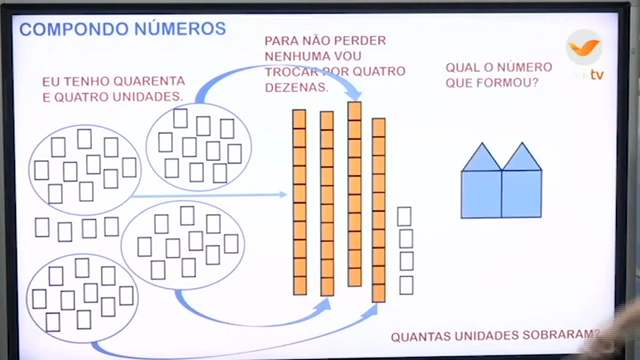 COMPONDO NÚMEROS
PARA NÃO PERDER
NENHUMA VOU
TROCAR POR QUATRO
DEZENAS.
EU TENHO QUARENTA
E QUATRO UNIDADES.
QUAL O NÚMERO
QUE FORMOU?
tv
QUANTAS UNIDADES SOBRARAM?